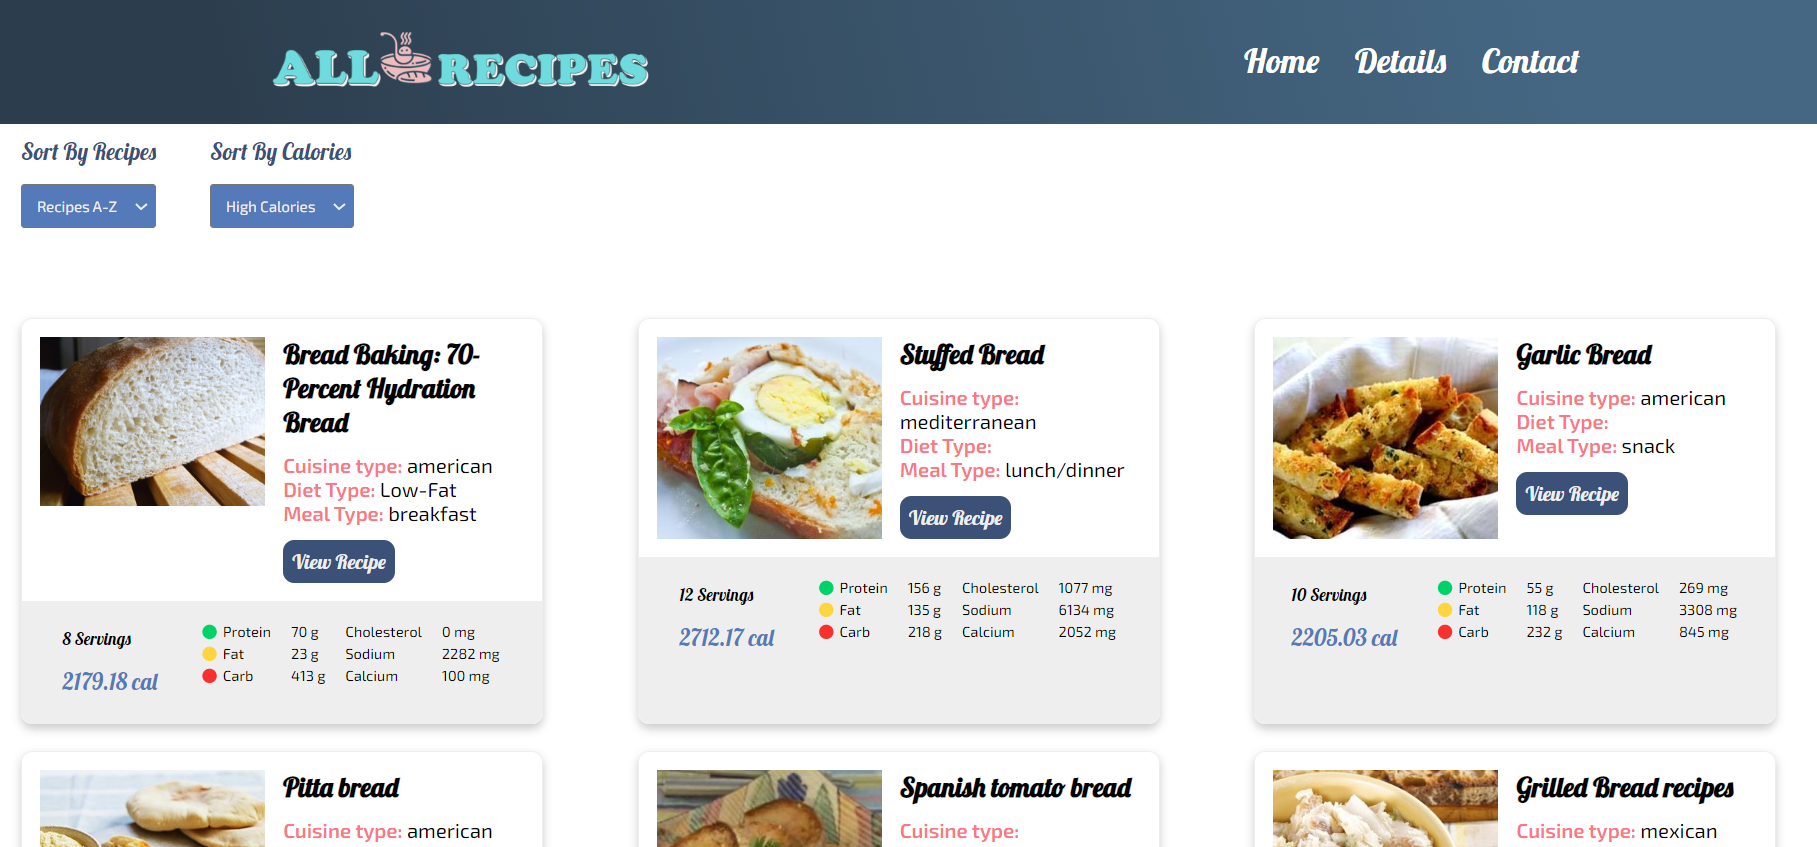 ALL RECIPES
Home Details Contact
Sort By Recipes
Recipes A-Z
Sort By Calories
High Calories
Bread Baking: 70-
Percent Hydration
Bread
Cuisine type: american
Diet Type: Low-Fat
Meal Type: breakfast
View Recipe
8 Servings
2179.18 cal
Protein 70 g Cholesterol 0 mg
Fat 23 g Sodium 2282 mg
Carb 413 g Calcium 100 mg
Stuffed Bread
Cuisine type:
mediterranean
Diet Type:
Meal Type: lunch/dinner
View Recipe
12 Servings
2712.17 cal
Protein 156 g Cholesterol 1077 mg
Fat 135 g Sodium 6134 mg
Carb 218 g Calcium 2052 mg
Garlic Bread
Cuisine type: american
Diet Type:
Meal Type: snack
View Recipe
10 Servings
2205.03 cal
Protein 55 g Cholesterol 269 mg
Fat 118 g Sodium 3308 mg
Carb 232 g Calcium 845 mg
Pitta bread
Cuisine type: american
Spanish tomato bread
Cuisine type:
Grilled Bread recipes
Cuisine type: mexican